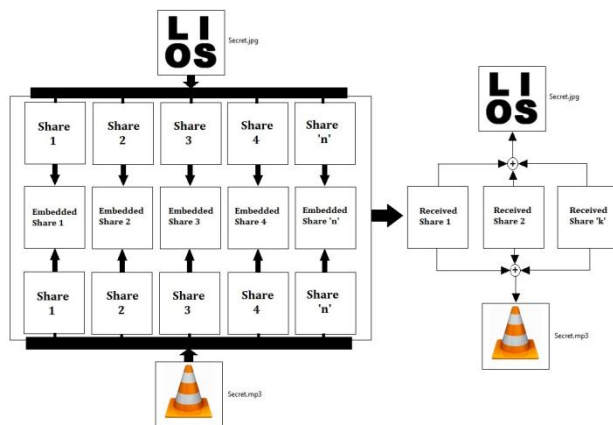 L I
OS
Secret.jpg
Share
1
Share
2
Share
3
Share
4
Share
'n'
Embedded
Share 1
Embedded
Share 2
Embedded
Share 3
Embedded
Share 4
Embedded
Share 'n'
Share
1
Share
2
Share
3
Share
4
Share
'n'
Secret.mp3
L I
OS
Secret.jpg
Received
Share 1
Received
Share 2
Received
Share 'k'
Secret.mp3